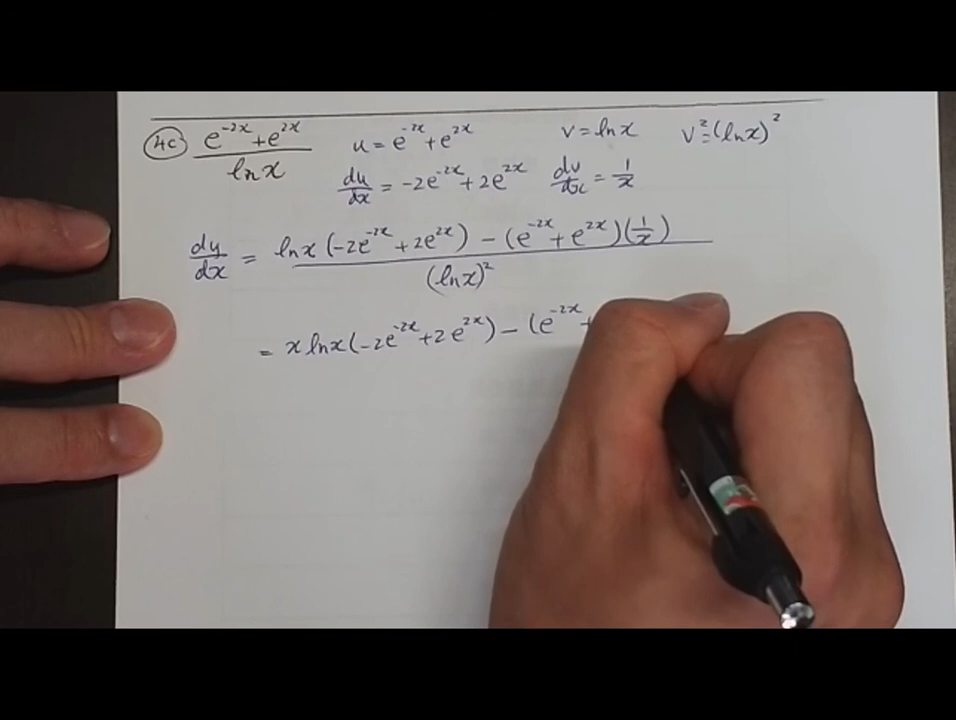 4c) (e^{-2x} + e^{2x}) / ln x    u = e^{-2x} + e^{2x}    v = ln x    v² = (ln x)²
du/dx = -2e^{-2x} + 2e^{2x}    dv/dx = 1/x
dy/dx = (ln x (-2e^{-2x} + 2e^{2x}) - (e^{-2x} + e^{2x})(1/x)) / (ln x)²
= x ln x (-2e^{-2x} + 2e^{2x}) - (e^{-2x} +